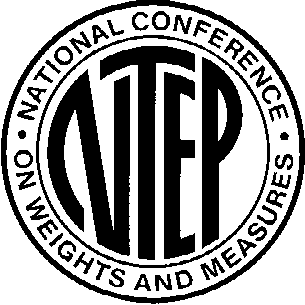 • NATIONAL CONFERENCE •
ON WEIGHTS AND MEASURES
NTEP